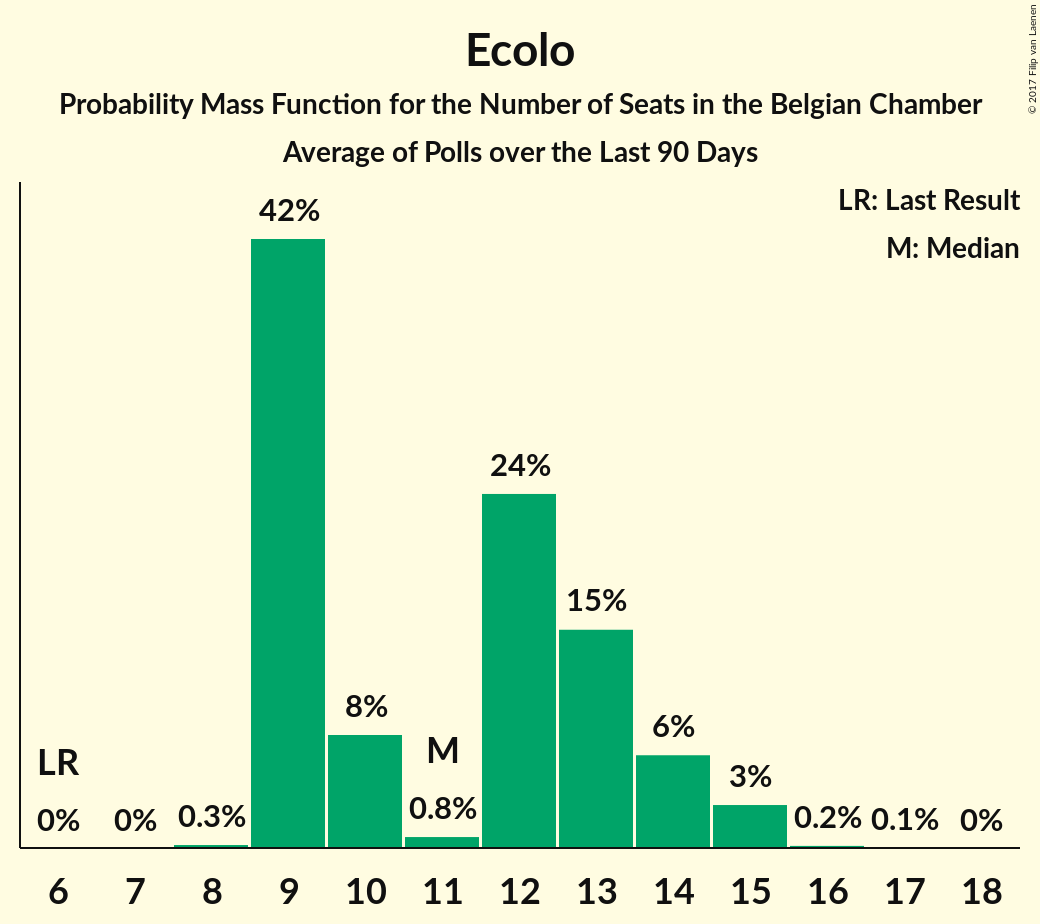 Ecolo
Probability Mass Function for the Number of Seats in the Belgian Chamber
Average of Polls over the Last 90 Days
© 2017 Filip van Laenen
LR: Last Result
M: Median
42%
24%
15%
8%
6%
3%
LR
M
0% 0% 0.3% 0.8% 0.2% 0.1% 0%
6 7 8 9 10 11 12 13 14 15 16 17 18